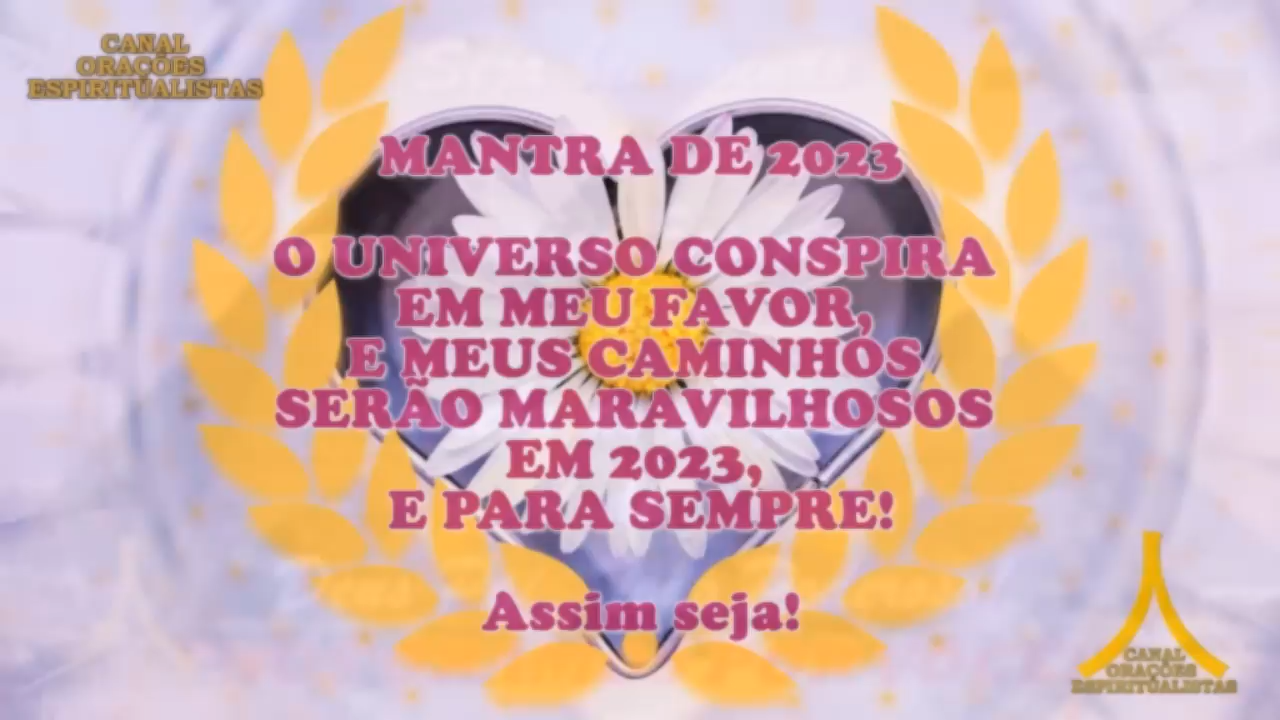 CANAL
ORAÇÕES
ESPIRITUALISTAS
MANTRA DE 2023
O UNIVERSO CONSPIRA
EM MEU FAVOR,
E MEUS CAMINHOS
SERÃO MARAVILHOSOS
EM 2023,
E PARA SEMPRE!
Assim seja!
CANAL
ORAÇÕES
ESPIRITUALISTAS